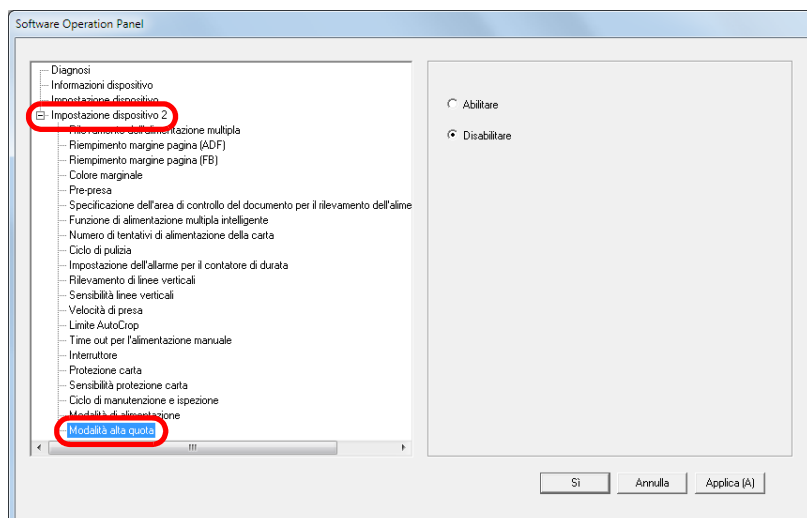 Software Operation Panel
Diagnosi
Informazioni dispositivo
Impostazione dispositivo
Impostazione dispositivo 2
Rilevamento dell'alimentazione multipla
Riempimento margine pagina (ADF)
Riempimento margine pagina (FB)
Colore marginale
Pre-presa
Specificazione dell'area di controllo del documento per il rilevamento dell'alime
Funzione di alimentazione multipla intelligente
Numero di tentativi di alimentazione della carta
Ciclo di pulizia
Impostazione dell'allarme per il contatore di durata
Rilevamento di linee verticali
Sensibilità linee verticali
Velocità di presa
Limite AutoCrop
Time out per l'alimentazione manuale
Interruttore
Protezione carta
Sensibilità protezione carta
Ciclo di manutenzione e ispezione
Modalità di alimentazione
Modalità alta quota
Abilitare
Disabilitare
Sì
Annulla
Applica (A)